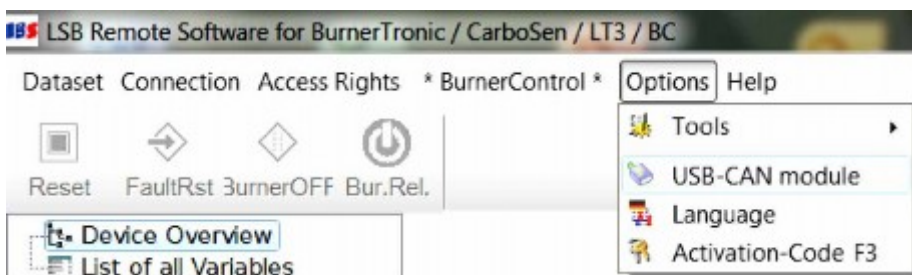 LSB Remote Software for BurnerTronic / CarboSen / LT3 / BC
Dataset Connection Access Rights * BurnerControl * Options Help
Tools
Reset FaultRst BurnerOFF Bur.Rel.
USB-CAN module
Language
Device Overview
Activation-Code F3
List of all Variables